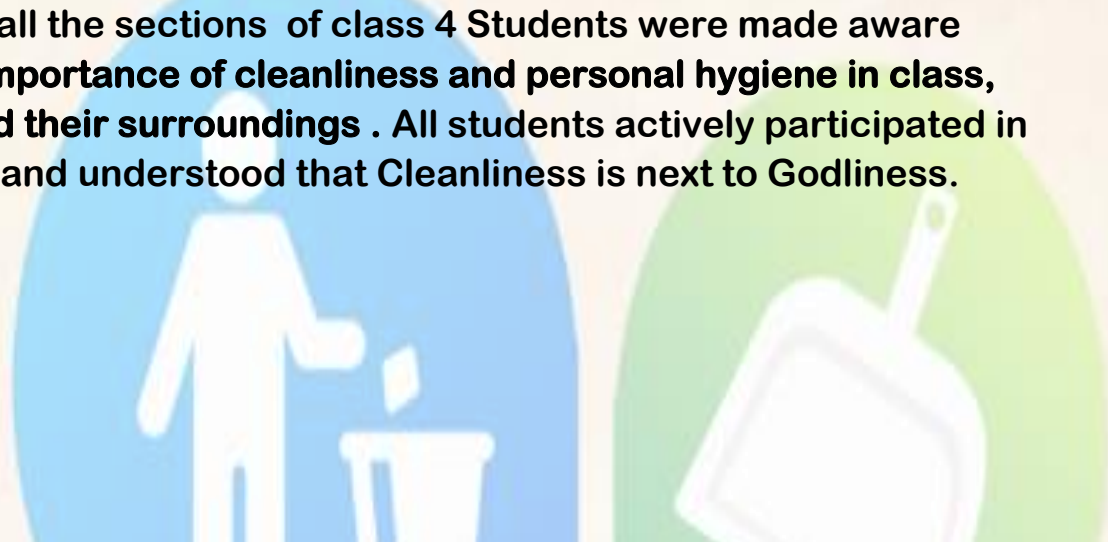 all the sections of class 4 Students were made aware
mportance of cleanliness and personal hygiene in class,
d their surroundings . All students actively participated in
and understood that Cleanliness is next to Godliness.